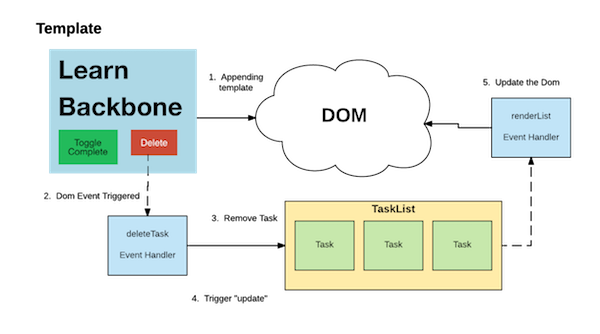 Template
Learn
Backbone
Toggle
Complete
Delete
1. Appending
template
DOM
5. Update the Dom
renderList
Event Handler
2. Dom Event Triggered
deleteTask
Event Handler
3. Remove Task
TaskList
Task
Task
Task
4. Trigger "update"